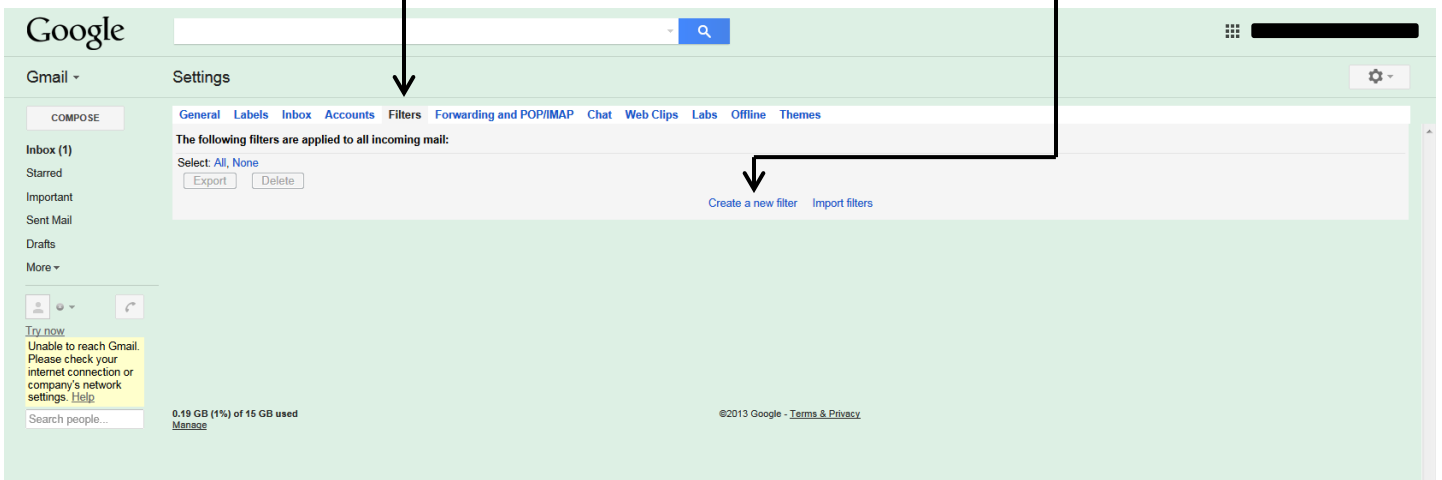 Google
Gmail
Settings
COMPOSE
General Labels Inbox Accounts Filters Forwarding and POP/IMAP Chat Web Clips Labs Offline Themes
The following filters are applied to all incoming mail:
Select: All, None
Export Delete
Create a new filter Import filters
Inbox (1)
Starred
Important
Sent Mail
Drafts
More
Try now
Unable to reach Gmail.
Please check your
internet connection or
company's network
settings. Help
Search people...
0.19 GB (1%) of 15 GB used
Manage
©2013 Google - Terms & Privacy